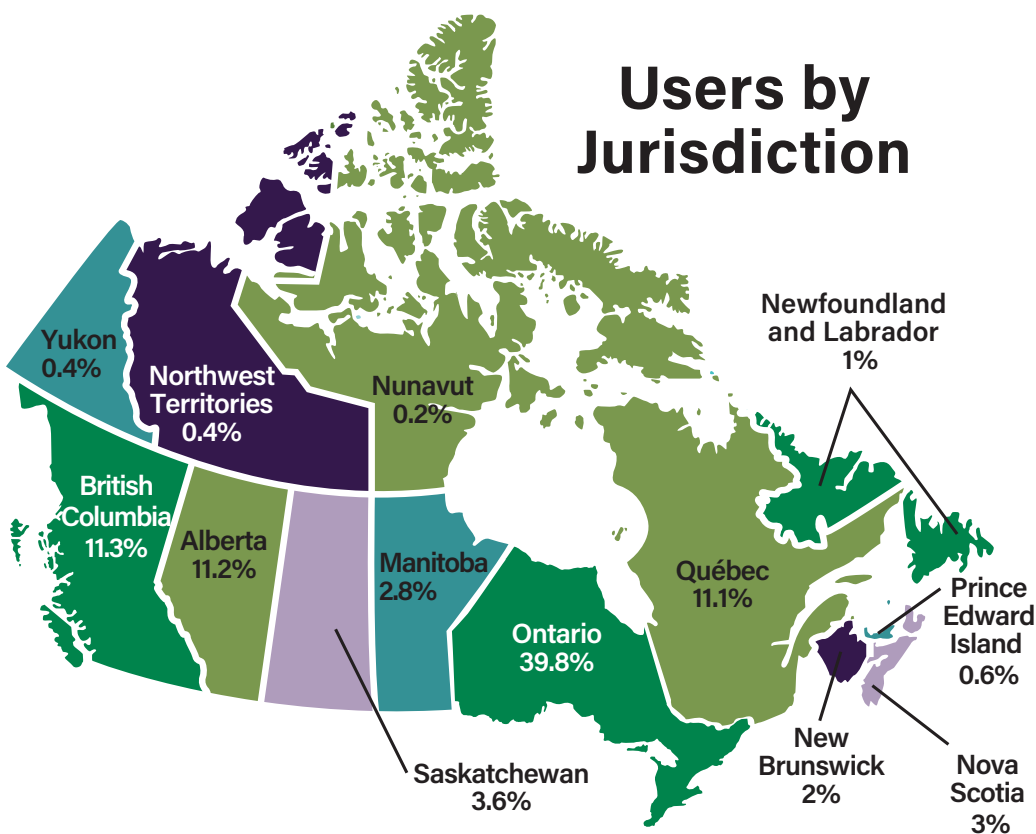 Users by
Jurisdiction
Yukon
0.4%
Northwest
Territories
0.4%
Nunavut
0.2%
Newfoundland
and Labrador
1%
British
Columbia
11.3%
Alberta
11.2%
Manitoba
2.8%
Ontario
39.8%
Québec
11.1%
Prince
Edward
Island
0.6%
Saskatchewan
3.6%
New
Brunswick
2%
Nova
Scotia
3%